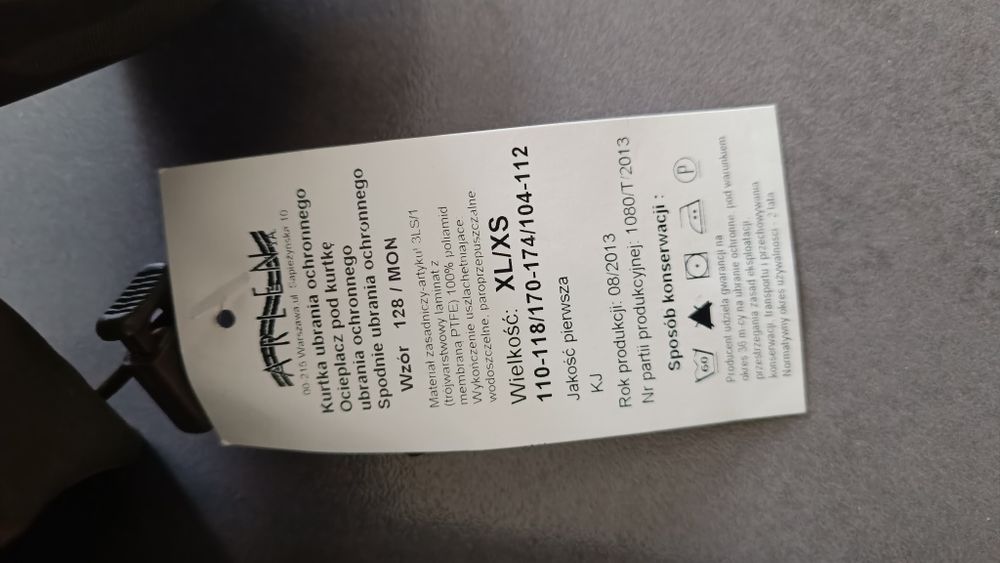 ARLEN
S.A.
00-215 Warszawa ul. Sapieżyńska 10
Kurtka ubrania ochronnego
Ocieplacz pod kurtkę
ubrania ochronnego
Spodnie ubrania ochronnego
Wzór 128 / MON
Materiał zasadniczy-artykuł 3LS/1
(trójwarstwowy laminat z
membraną PTFE) 100% poliamid
Wykończenie uszlachetniające
wodoszczelne, paroprzepuszczalne
Wielkość: XL/XS
110-118/170-174/104-112
Jakość pierwsza
KJ
Rok produkcji: 08/2013
Nr partii produkcyjnej: 1080/T/2013
Sposób konserwacji :
60 P
Producent udziela gwarancji na
okres 36 m-cy na ubranie ochronne, pod warunkiem
przestrzegania zasad eksploatacji,
konserwacji, transportu i przechowywania
Normatywny okres używalności - 2 lata